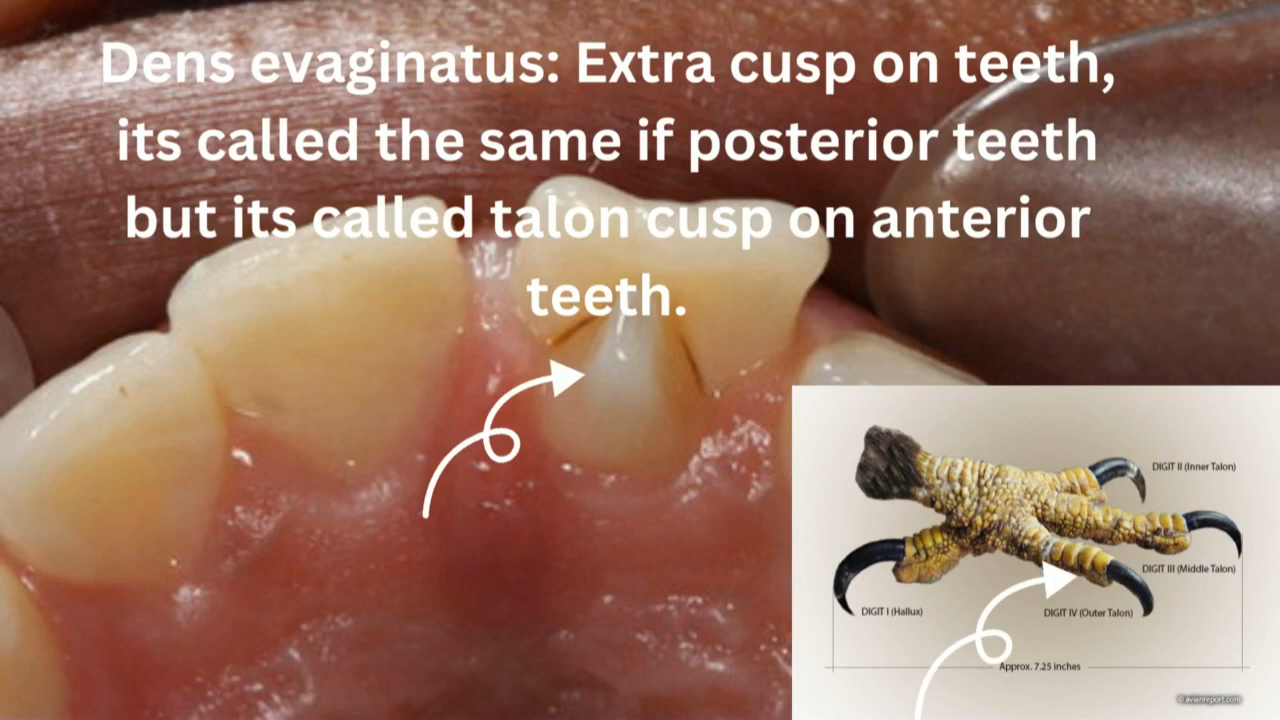 Dens evaginatus: Extra cusp on teeth,
its called the same if posterior teeth
but its called talon cusp on anterior
teeth.
DIGIT II (Inner Talon)
DIGIT III (Middle Talon)
DIGIT I (Hallux)
DIGIT IV (Outer Talon)
Approx. 7.25 inches
© avianreport.com